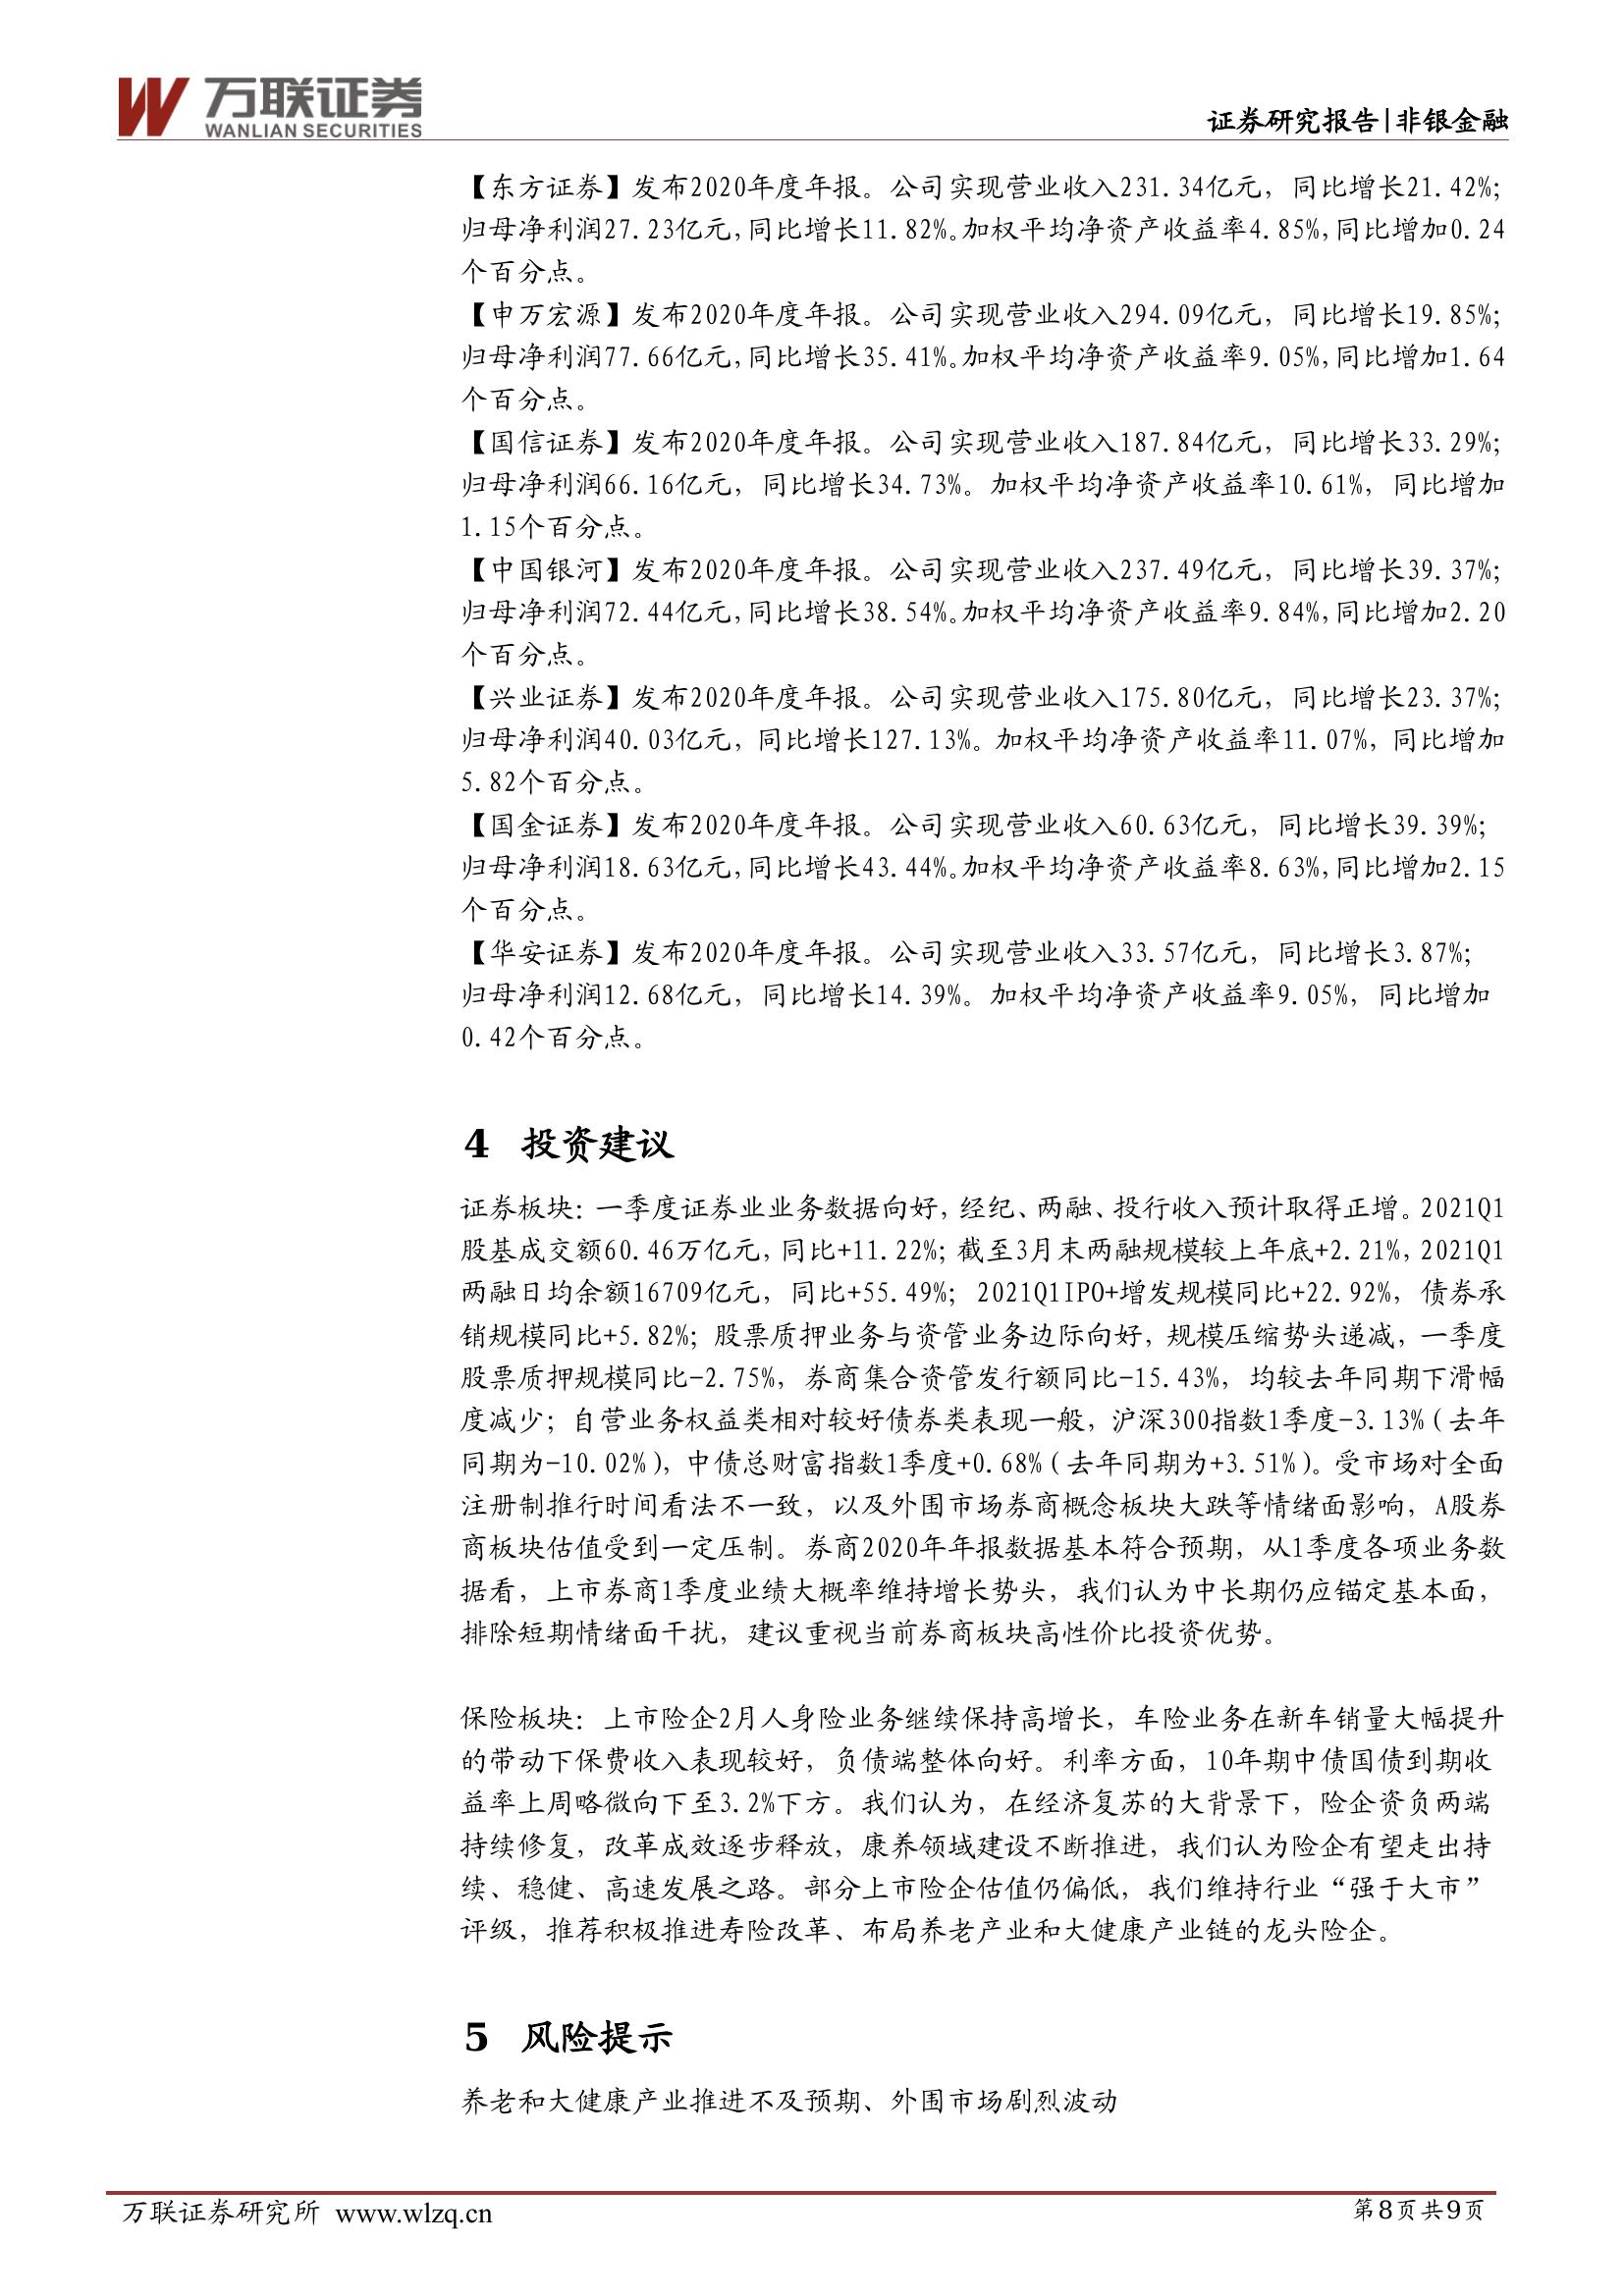 万联证券
WANLIAN SECURITIES
证券研究报告|非银金融
【东方证券】发布2020年度年报。公司实现营业收入231.34亿元，同比增长21.42%；
归母净利润27.23亿元，同比增长11.82%。加权平均净资产收益率4.85%，同比增加0.24
个百分点。
【申万宏源】发布2020年度年报。公司实现营业收入294.09亿元，同比增长19.85%；
归母净利润77.66亿元，同比增长35.41%。加权平均净资产收益率9.05%，同比增加1.64
个百分点。
【国信证券】发布2020年度年报。公司实现营业收入187.84亿元，同比增长33.29%；
归母净利润66.16亿元，同比增长34.73%。加权平均净资产收益率10.61%，同比增加
1.15个百分点。
【中国银河】发布2020年度年报。公司实现营业收入237.49亿元，同比增长39.37%；
归母净利润72.44亿元，同比增长38.54%。加权平均净资产收益率9.84%，同比增加2.20
个百分点。
【兴业证券】发布2020年度年报。公司实现营业收入175.80亿元，同比增长23.37%；
归母净利润40.03亿元，同比增长127.13%。加权平均净资产收益率11.07%，同比增加
5.82个百分点。
【国金证券】发布2020年度年报。公司实现营业收入60.63亿元，同比增长39.39%；
归母净利润18.63亿元，同比增长43.44%。加权平均净资产收益率8.63%，同比增加2.15
个百分点。
【华安证券】发布2020年度年报。公司实现营业收入33.57亿元，同比增长3.87%；
归母净利润12.68亿元，同比增长14.39%。加权平均净资产收益率9.05%，同比增加
0.42个百分点。
4 投资建议
证券板块：一季度证券业业务数据向好，经纪、两融、投行收入预计取得正增。2021Q1
股基成交额60.46万亿元，同比+11.22%；截至3月末两融规模较上年底+2.21%，2021Q1
两融日均余额16709亿元，同比+55.49%；2021Q1IPO+增发规模同比+22.92%，债券承
销规模同比+5.82%；股票质押业务与资管业务边际向好，规模压缩势头递减，一季度
股票质押规模同比-2.75%，券商集合资管发行额同比-15.43%，均较去年同期下滑幅
度减少；自营业务权益类相对较好债券类表现一般，沪深300指数1季度-3.13%（去年
同期为-10.02%），中债总财富指数1季度+0.68%（去年同期为+3.51%）。受市场对全面
注册制推行时间看法不一致，以及外围市场券商概念板块大跌等情绪面影响，A股券
商板块估值受到一定压制。券商2020年年报数据基本符合预期，从1季度各项业务数
据看，上市券商1季度业绩大概率维持增长势头，我们认为中长期仍应锚定基本面，
排除短期情绪面干扰，建议重视当前券商板块高性价比投资优势。
保险板块：上市险企2月人身险业务继续保持高增长，车险业务在新车销量大幅提升
的带动下保费收入表现较好，负债端整体向好。利率方面，10年期中债国债到期收
益率上周略微向下至3.2%下方。我们认为，在经济复苏的大背景下，险企资负两端
持续修复，改革成效逐步释放，康养领域建设不断推进，我们认为险企有望走出持
续、稳健、高速发展之路。部分上市险企估值仍偏低，我们维持行业“强于大市”
评级，推荐积极推进寿险改革、布局养老产业和大健康产业链的龙头险企。
5 风险提示
养老和大健康产业推进不及预期、外围市场剧烈波动
万联证券研究所 www.wlzq.cn
第8页共9页